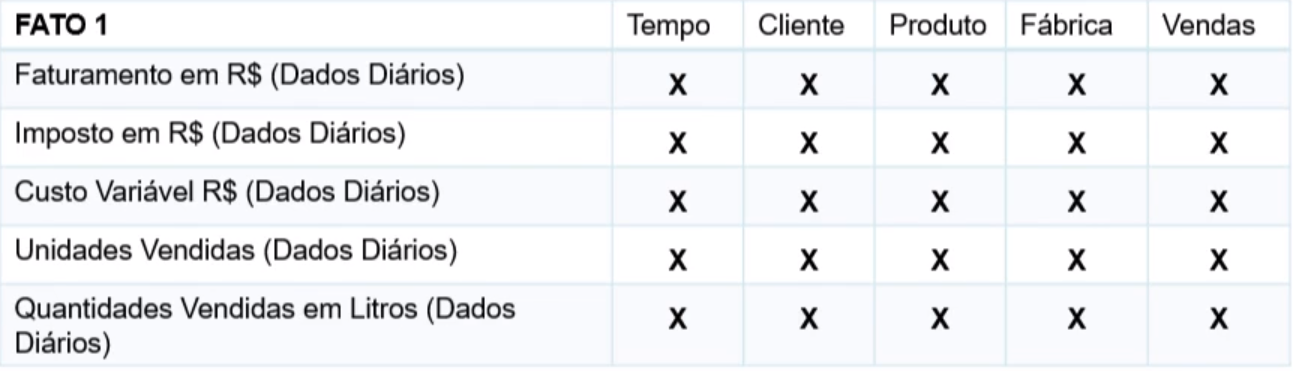 FATO 1 Tempo Cliente Produto Fábrica Vendas
Faturamento em R$ (Dados Diários) X X X X X
Imposto em R$ (Dados Diários) X X X X X
Custo Variável R$ (Dados Diários) X X X X X
Unidades Vendidas (Dados Diários) X X X X X
Quantidades Vendidas em Litros (Dados X X X X X
Diários)